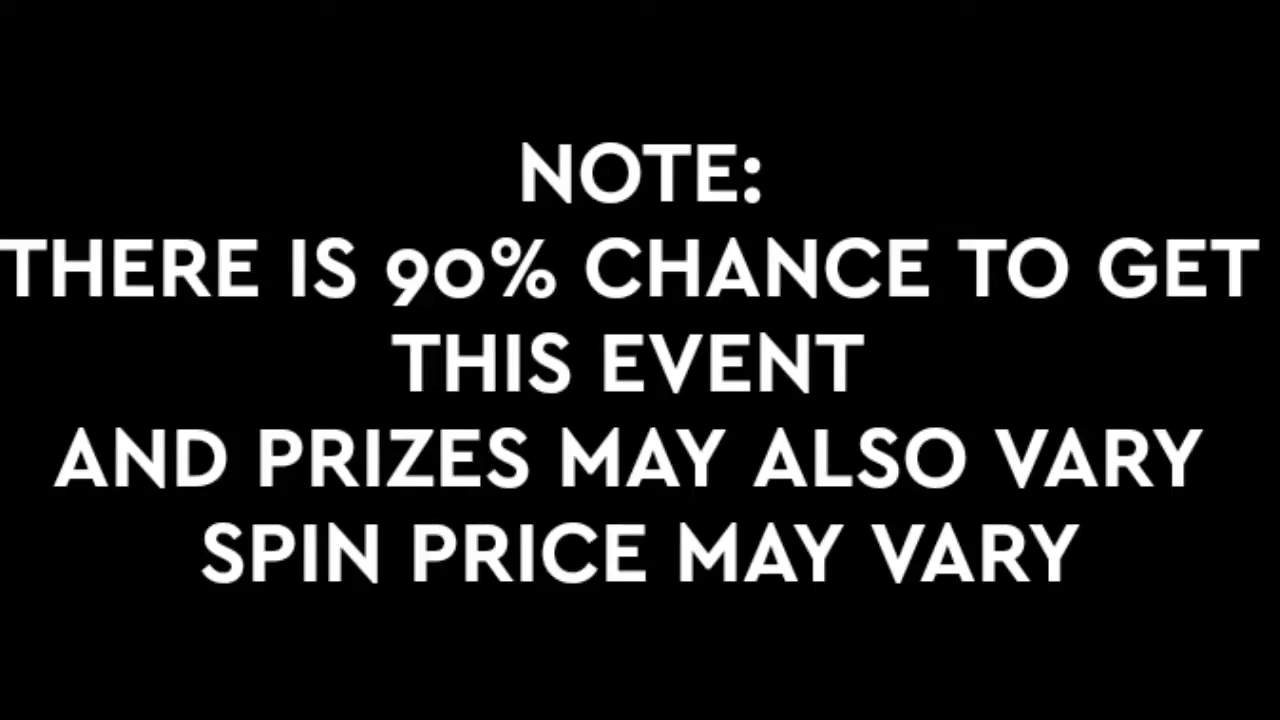 NOTE:
THERE IS 90% CHANCE TO GET
THIS EVENT
AND PRIZES MAY ALSO VARY
SPIN PRICE MAY VARY